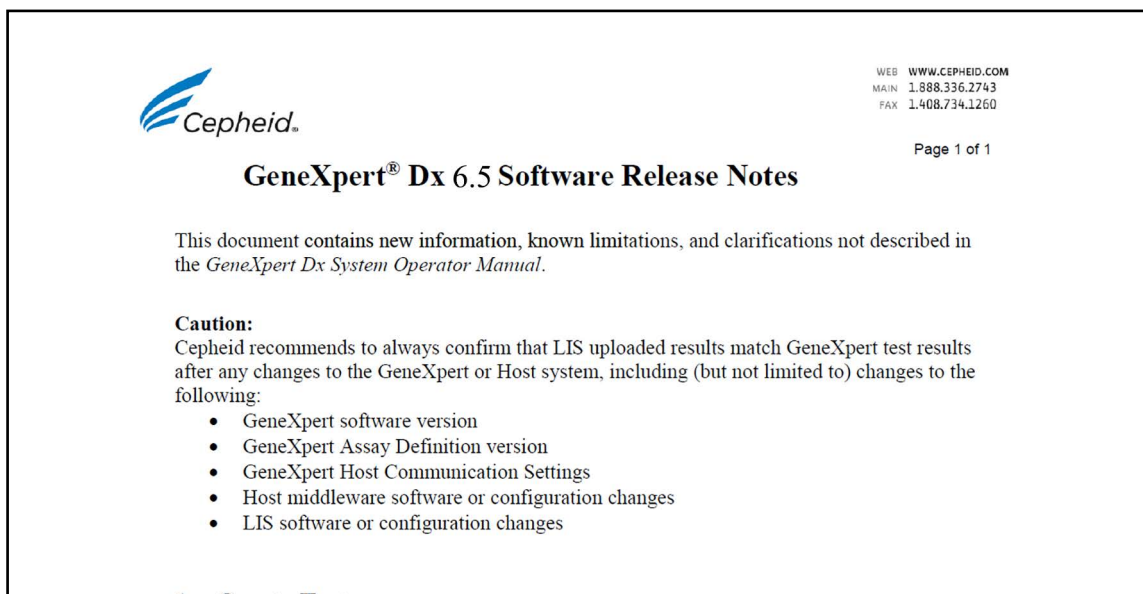 Cepheid®
WEB WWW.CEPHEID.COM
MAIN 1.888.336.2743
FAX 1.408.734.1260
Page 1 of 1
GeneXpert® Dx 6.5 Software Release Notes
This document contains new information, known limitations, and clarifications not described in
the GeneXpert Dx System Operator Manual.
Caution:
Cepheid recommends to always confirm that LIS uploaded results match GeneXpert test results
after any changes to the GeneXpert or Host system, including (but not limited to) changes to the
following:
• GeneXpert software version
• GeneXpert Assay Definition version
• GeneXpert Host Communication Settings
• Host middleware software or configuration changes
• LIS software or configuration changes